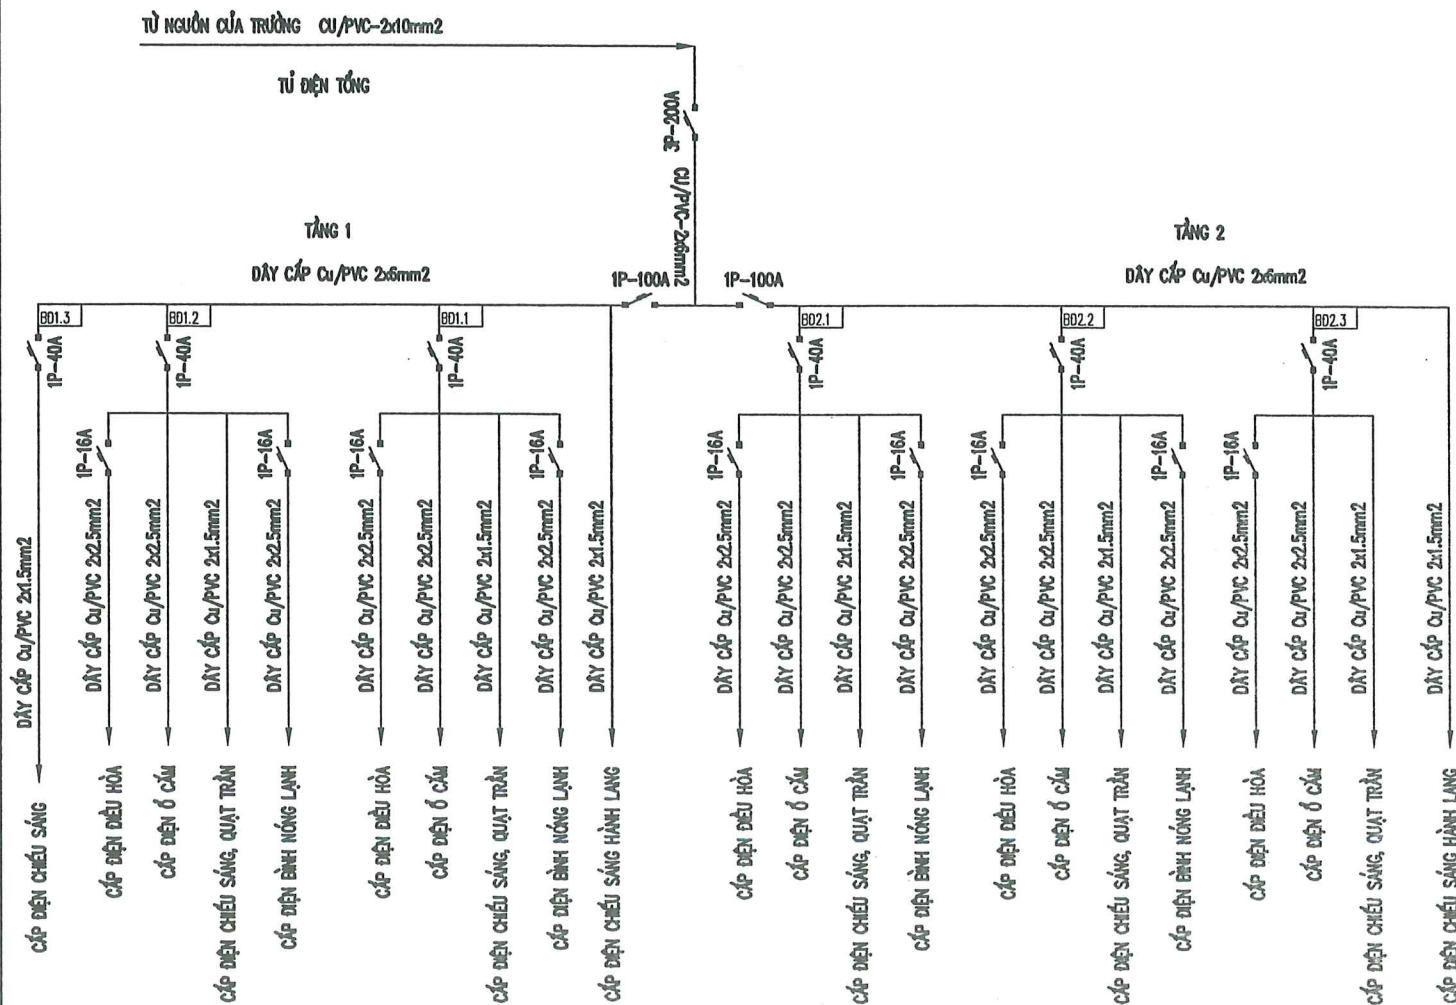 TỪ NGUỒN CỦA TRƯỜNG CU/PVC-2x10mm2
TỦ ĐIỆN TỔNG
3P-200A
CU/PVC-2x6mm2
TẦNG 1
DÂY CẤP Cu/PVC 2x6mm2
1P-100A
1P-100A
TẦNG 2
DÂY CẤP Cu/PVC 2x6mm2
BD1.3
BD1.2
BD1.1
BD2.1
BD2.2
BD2.3
1P-40A
1P-40A
1P-40A
1P-40A
1P-40A
1P-40A
1P-16A
1P-16A
1P-16A
1P-16A
1P-16A
1P-16A
1P-16A
1P-16A
1P-16A
DÂY CẤP Cu/PVC 2x1.5mm2
DÂY CẤP Cu/PVC 2x2.5mm2
DÂY CẤP Cu/PVC 2x2.5mm2
DÂY CẤP Cu/PVC 2x1.5mm2
DÂY CẤP Cu/PVC 2x2.5mm2
DÂY CẤP Cu/PVC 2x2.5mm2
DÂY CẤP Cu/PVC 2x2.5mm2
DÂY CẤP Cu/PVC 2x1.5mm2
DÂY CẤP Cu/PVC 2x2.5mm2
DÂY CẤP Cu/PVC 2x1.5mm2
DÂY CẤP Cu/PVC 2x2.5mm2
DÂY CẤP Cu/PVC 2x2.5mm2
DÂY CẤP Cu/PVC 2x1.5mm2
DÂY CẤP Cu/PVC 2x2.5mm2
DÂY CẤP Cu/PVC 2x2.5mm2
DÂY CẤP Cu/PVC 2x2.5mm2
DÂY CẤP Cu/PVC 2x1.5mm2
DÂY CẤP Cu/PVC 2x2.5mm2
DÂY CẤP Cu/PVC 2x2.5mm2
DÂY CẤP Cu/PVC 2x2.5mm2
DÂY CẤP Cu/PVC 2x1.5mm2
DÂY CẤP Cu/PVC 2x1.5mm2
CẤP ĐIỆN CHIẾU SÁNG
CẤP ĐIỆN ĐIỀU HÒA
CẤP ĐIỆN Ổ CẮM
CẤP ĐIỆN CHIẾU SÁNG, QUẠT TRẦN
CẤP ĐIỆN BÌNH NÓNG LẠNH
CẤP ĐIỆN ĐIỀU HÒA
CẤP ĐIỆN Ổ CẮM
CẤP ĐIỆN CHIẾU SÁNG, QUẠT TRẦN
CẤP ĐIỆN BÌNH NÓNG LẠNH
CẤP ĐIỆN CHIẾU SÁNG HÀNH LANG
CẤP ĐIỆN ĐIỀU HÒA
CẤP ĐIỆN Ổ CẮM
CẤP ĐIỆN CHIẾU SÁNG, QUẠT TRẦN
CẤP ĐIỆN BÌNH NÓNG LẠNH
CẤP ĐIỆN ĐIỀU HÒA
CẤP ĐIỆN Ổ CẮM
CẤP ĐIỆN CHIẾU SÁNG, QUẠT TRẦN
CẤP ĐIỆN BÌNH NÓNG LẠNH
CẤP ĐIỆN ĐIỀU HÒA
CẤP ĐIỆN Ổ CẮM
CẤP ĐIỆN CHIẾU SÁNG, QUẠT TRẦN
CẤP ĐIỆN CHIẾU SÁNG HÀNH LANG